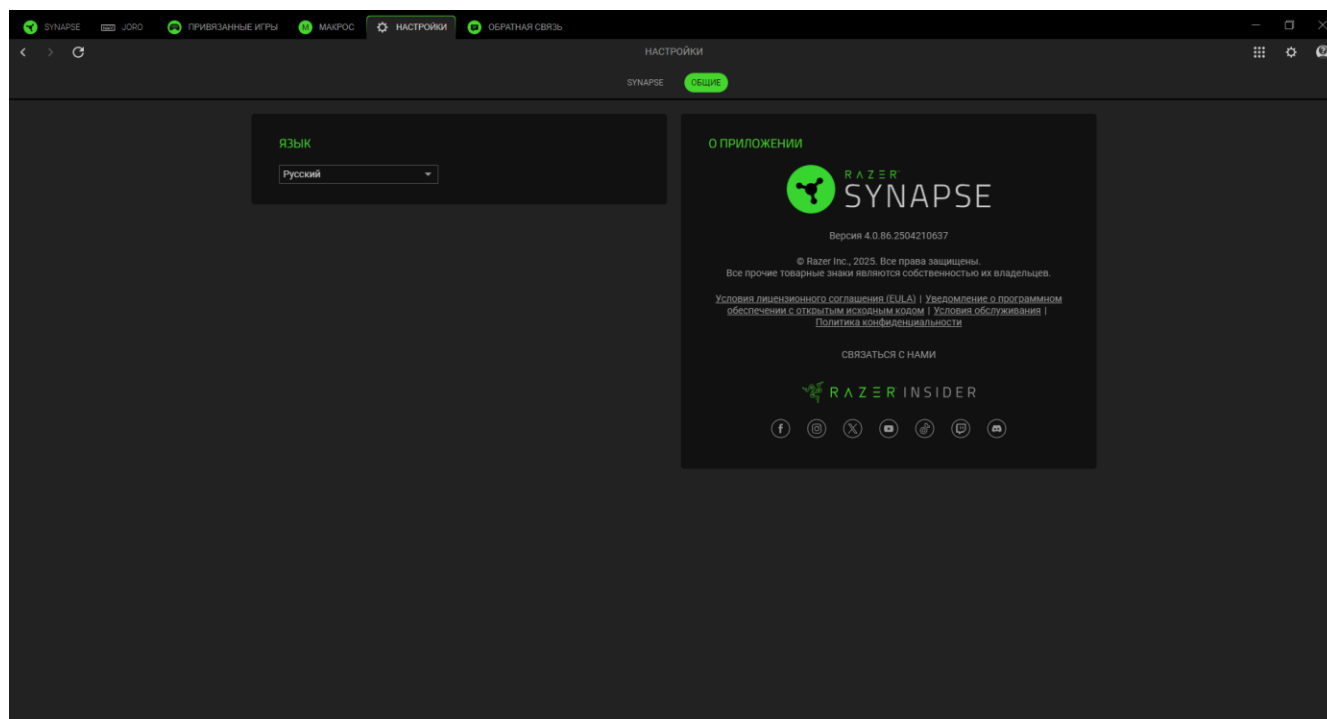 SYNAPSE JORO ПРИВЯЗАННЫЕ ИГРЫ M МАКРОС НАСТРОЙКИ ОБРАТНАЯ СВЯЗЬ
НАСТРОЙКИ
SYNAPSE ОБЩИЕ
ЯЗЫК
Русский
О ПРИЛОЖЕНИИ
RAZER
SYNAPSE
Версия 4.0.86.2504210637
© Razer Inc., 2025. Все права защищены.
Все прочие товарные знаки являются собственностью их владельцев.
Условия лицензионного соглашения (EULA) | Уведомление о программном
обеспечении с открытым исходным кодом | Условия обслуживания |
Политика конфиденциальности
СВЯЗАТЬСЯ С НАМИ
RAZER INSIDER